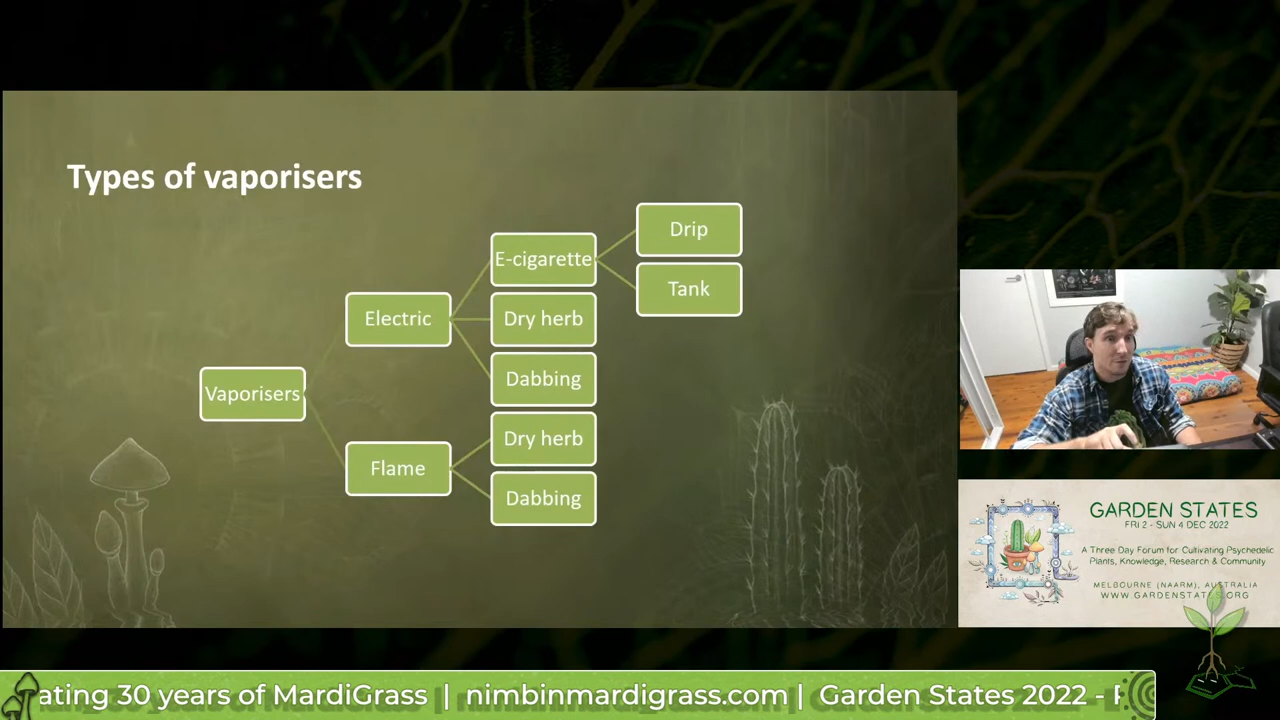 Types of vaporisers
Vaporisers
Electric
Flame
E-cigarette
Dry herb
Dabbing
Dry herb
Dabbing
Drip
Tank
GARDEN STATES
FRI 2 - SUN 4 DEC 2022
A Three Day Forum for Cultivating Psychedelic
Plants, Knowledge, Research & Community
MELBOURNE (NAARM), AUSTRALIA
WWW.GARDENSTATES.ORG
ating 30 years of MardiGrass | nimbinmardigrass.com | Garden States 2022 -